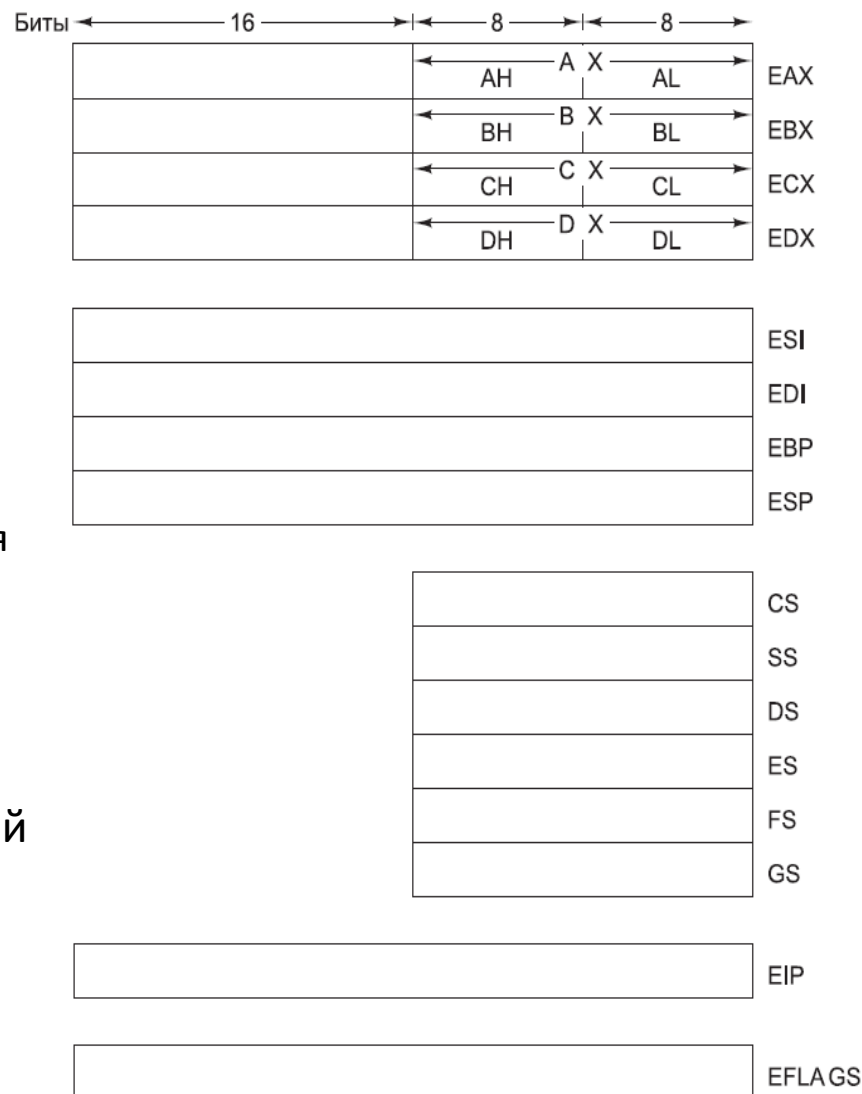 Биты 16 8 8
A X
AH AL EAX
B X
BH BL EBX
C X
CH CL ECX
D X
DH DL EDX
ESI
EDI
EBP
ESP
я
CS
SS
DS
ES
й FS
GS
EIP
EFLAGS